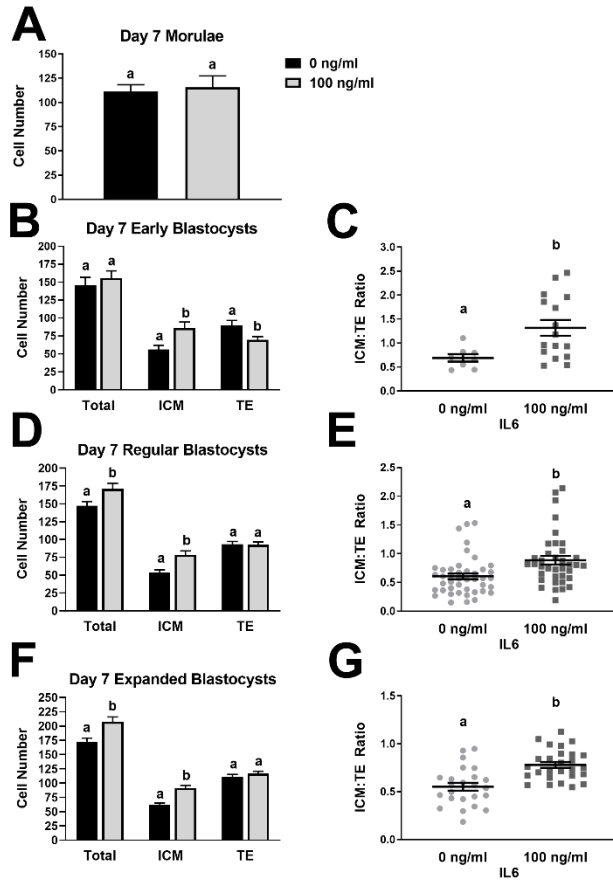 A
Day 7 Morulae
Cell Number
150
125
100
75
50
25
0
a
a
0 ng/ml
100 ng/ml
B
Day 7 Early Blastocysts
Cell Number
200
175
150
125
100
75
50
25
0
a
a
a
b
a
b
Total
ICM
TE
C
ICM:TE Ratio
3.0
2.5
2.0
1.5
1.0
0.5
0.0
a
b
0 ng/ml
100 ng/ml
IL6
D
Day 7 Regular Blastocysts
Cell Number
200
175
150
125
100
75
50
25
0
a
b
a
b
a
a
Total
ICM
TE
E
ICM:TE Ratio
2.5
2.0
1.5
1.0
0.5
0.0
a
b
0 ng/ml
100 ng/ml
IL6
F
Day 7 Expanded Blastocysts
Cell Number
250
225
200
175
150
125
100
75
50
25
0
a
b
a
b
a
a
Total
ICM
TE
G
ICM:TE Ratio
1.5
1.0
0.5
0.0
a
b
0 ng/ml
100 ng/ml
IL6